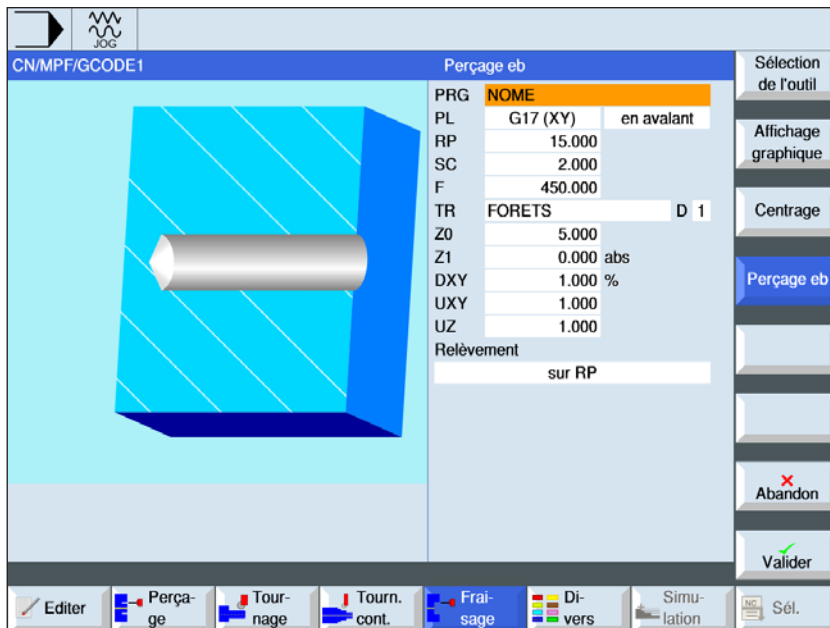 JOG
CN/MPF/GCODE1
Perçage eb
PRG NOME
PL G17 (XY) en avalant
RP 15.000
SC 2.000
F 450.000
TR FORETS D 1
Z0 5.000
Z1 0.000 abs
DXY 1.000 %
UXY 1.000
UZ 1.000
Relèvement
sur RP
Sélection
de l'outil
Affichage
graphique
Centrage
Perçage eb
Abandon
Valider
Editer
Perça-
ge
Tour-
nage
Tourn.
cont.
Frai-
sage
Di-
vers
Simu-
lation
NC
Sél.